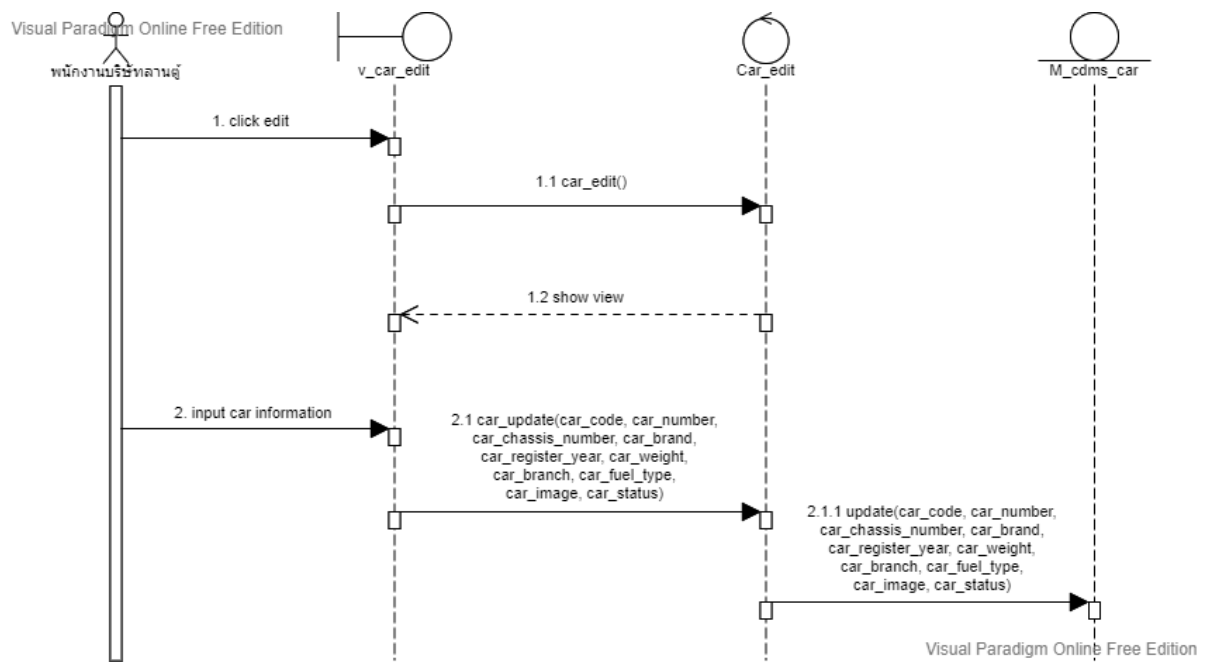 Visual Paradigm Online Free Edition
พนักงานบริษัทลานตู้
v_car_edit
Car_edit
M_cdms_car
1. click edit
1.1 car_edit()
1.2 show view
2. input car information
2.1 car_update(car_code, car_number,
car_chassis_number, car_brand,
car_register_year, car_weight,
car_branch, car_fuel_type,
car_image, car_status)
2.1.1 update(car_code, car_number,
car_chassis_number, car_brand,
car_register_year, car_weight,
car_branch, car_fuel_type,
car_image, car_status)
Visual Paradigm Online Free Edition